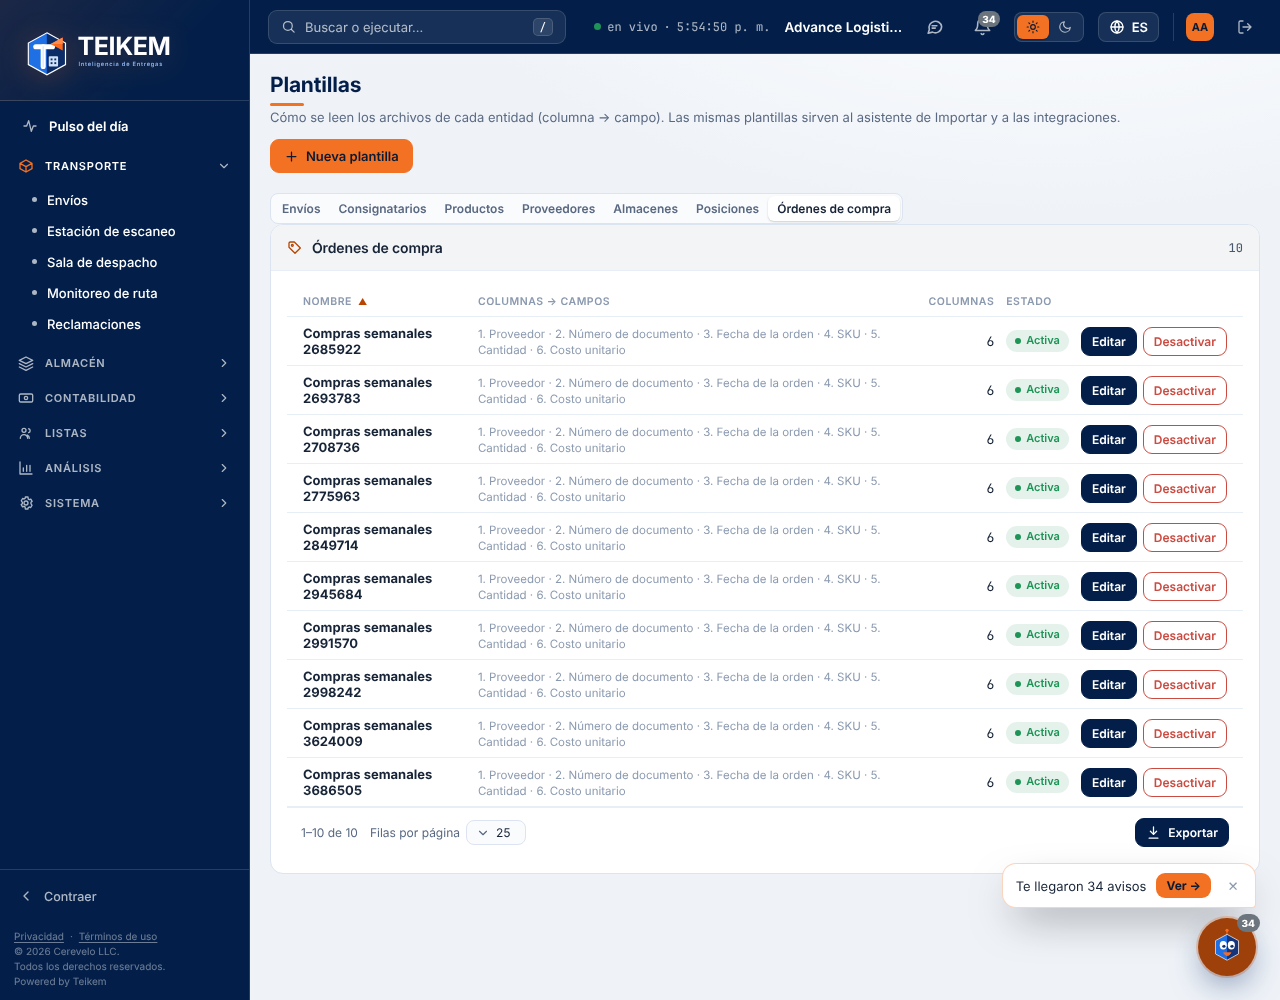 TEIKEM
Inteligencia de Entregas
Buscar o ejecutar... /
en vivo · 5:54:50 p. m.
Advance Logisti...
34
ES
AA
Pulso del día
TRANSPORTE
Envíos
Estación de escaneo
Sala de despacho
Monitoreo de ruta
Reclamaciones
ALMACÉN
CONTABILIDAD
LISTAS
ANÁLISIS
SISTEMA
Contraer
Privacidad · Términos de uso
© 2026 Cerevelo LLC.
Todos los derechos reservados.
Powered by Teikem
Plantillas
Cómo se leen los archivos de cada entidad (columna → campo). Las mismas plantillas sirven al asistente de Importar y a las integraciones.
+ Nueva plantilla
Envíos Consignatarios Productos Proveedores Almacenes Posiciones Órdenes de compra
Órdenes de compra 10
NOMBRE ▲ COLUMNAS → CAMPOS COLUMNAS ESTADO
Compras semanales 1. Proveedor · 2. Número de documento · 3. Fecha de la orden · 4. SKU · 5.
2685922 Cantidad · 6. Costo unitario 6 Activa Editar Desactivar
Compras semanales 1. Proveedor · 2. Número de documento · 3. Fecha de la orden · 4. SKU · 5.
2693783 Cantidad · 6. Costo unitario 6 Activa Editar Desactivar
Compras semanales 1. Proveedor · 2. Número de documento · 3. Fecha de la orden · 4. SKU · 5.
2708736 Cantidad · 6. Costo unitario 6 Activa Editar Desactivar
Compras semanales 1. Proveedor · 2. Número de documento · 3. Fecha de la orden · 4. SKU · 5.
2775963 Cantidad · 6. Costo unitario 6 Activa Editar Desactivar
Compras semanales 1. Proveedor · 2. Número de documento · 3. Fecha de la orden · 4. SKU · 5.
2849714 Cantidad · 6. Costo unitario 6 Activa Editar Desactivar
Compras semanales 1. Proveedor · 2. Número de documento · 3. Fecha de la orden · 4. SKU · 5.
2945684 Cantidad · 6. Costo unitario 6 Activa Editar Desactivar
Compras semanales 1. Proveedor · 2. Número de documento · 3. Fecha de la orden · 4. SKU · 5.
2991570 Cantidad · 6. Costo unitario 6 Activa Editar Desactivar
Compras semanales 1. Proveedor · 2. Número de documento · 3. Fecha de la orden · 4. SKU · 5.
2998242 Cantidad · 6. Costo unitario 6 Activa Editar Desactivar
Compras semanales 1. Proveedor · 2. Número de documento · 3. Fecha de la orden · 4. SKU · 5.
3624009 Cantidad · 6. Costo unitario 6 Activa Editar Desactivar
Compras semanales 1. Proveedor · 2. Número de documento · 3. Fecha de la orden · 4. SKU · 5.
3686505 Cantidad · 6. Costo unitario 6 Activa Editar Desactivar
1–10 de 10 Filas por página 25 Exportar
Te llegaron 34 avisos Ver → ×
34